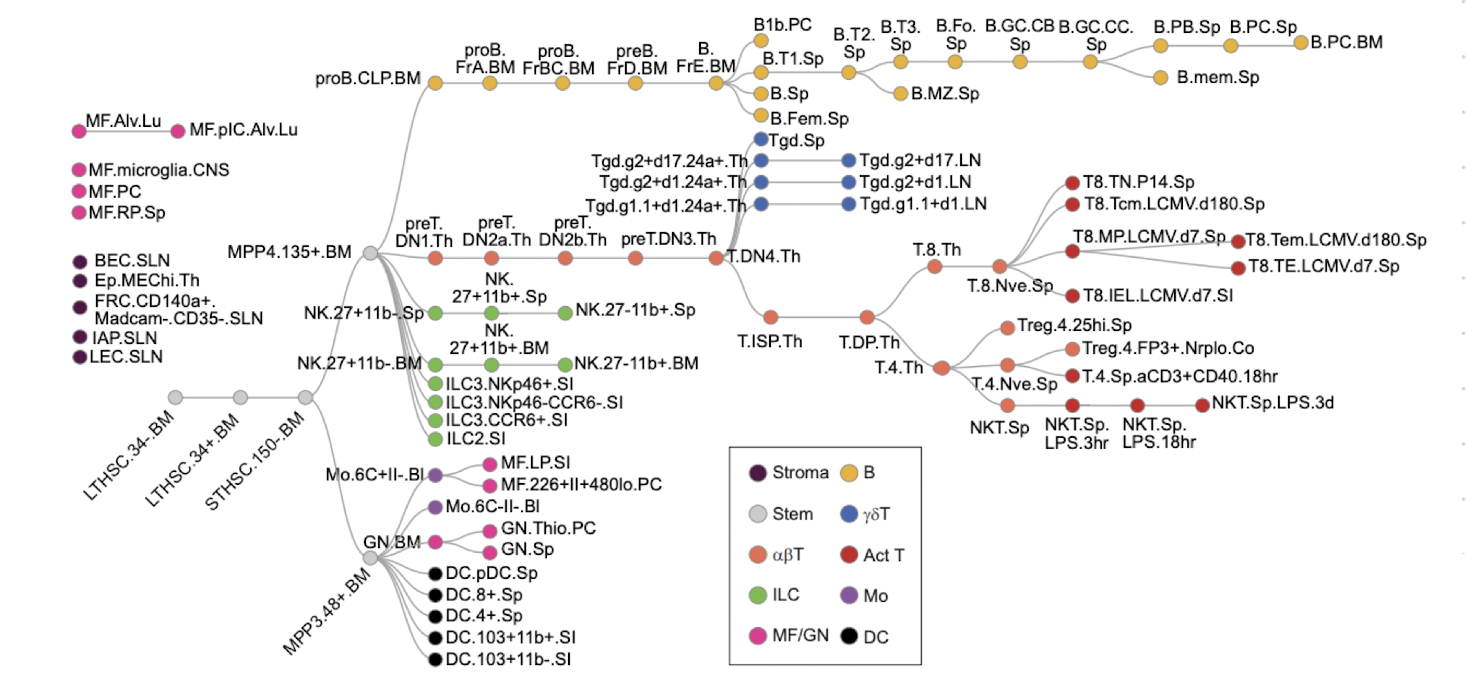 B1b.PC
B.T1.Sp
B.T2.
Sp
B.T3.
Sp
B.Fo.
Sp
B.GC.CB
Sp
B.GC.CC.
Sp
B.PB.Sp
B.PC.Sp
B.PC.BM
B.mem.Sp
B.MZ.Sp
B.Sp
B.Fem.Sp
proB.CLP.BM
proB.
FrA.BM
proB.
FrBC.BM
preB.
FrD.BM
B.
FrE.BM
MF.Alv.Lu
MF.pIC.Alv.Lu
MF.microglia.CNS
MF.PC
MF.RP.Sp
BEC.SLN
Ep.MEChi.Th
FRC.CD140a+.
Madcam-.CD35-.SLN
IAP.SLN
LEC.SLN
LTHSC.34-.BM
LTHSC.34+.BM
STHSC.150-.BM
MPP4.135+.BM
MPP3.48+.BM
Tgd.Sp
Tgd.g2+d17.24a+.Th
Tgd.g2+d17.LN
Tgd.g2+d1.24a+.Th
Tgd.g2+d1.LN
Tgd.g1.1+d1.24a+.Th
Tgd.g1.1+d1.LN
preT.
DN1.Th
preT.
DN2a.Th
preT.
DN2b.Th
preT.DN3.Th
T.DN4.Th
T.ISP.Th
T.DP.Th
T.8.Th
T.8.Nve.Sp
T8.TN.P14.Sp
T8.Tcm.LCMV.d180.Sp
T8.MP.LCMV.d7.Sp
T8.Tem.LCMV.d180.Sp
T8.TE.LCMV.d7.Sp
T8.IEL.LCMV.d7.SI
T.4.Th
Treg.4.25hi.Sp
Treg.4.FP3+.Nrplo.Co
T.4.Nve.Sp
T.4.Sp.aCD3+CD40.18hr
NKT.Sp
NKT.Sp.
LPS.3hr
NKT.Sp.
LPS.18hr
NKT.Sp.LPS.3d
NK.27+11b-.Sp
NK.
27+11b+.Sp
NK.27-11b+.Sp
NK.27+11b-.BM
NK.
27+11b+.BM
NK.27-11b+.BM
ILC3.NKp46+.SI
ILC3.NKp46-CCR6-.SI
ILC3.CCR6+.SI
ILC2.SI
Mo.6C+II-.Bl
MF.LP.SI
MF.226+II+480lo.PC
Mo.6C-II-.Bl
GN.BM
GN.Thio.PC
GN.Sp
DC.pDC.Sp
DC.8+.Sp
DC.4+.Sp
DC.103+11b+.SI
DC.103+11b-.SI
Stroma
B
Stem
γδT
αβT
Act T
ILC
Mo
MF/GN
DC